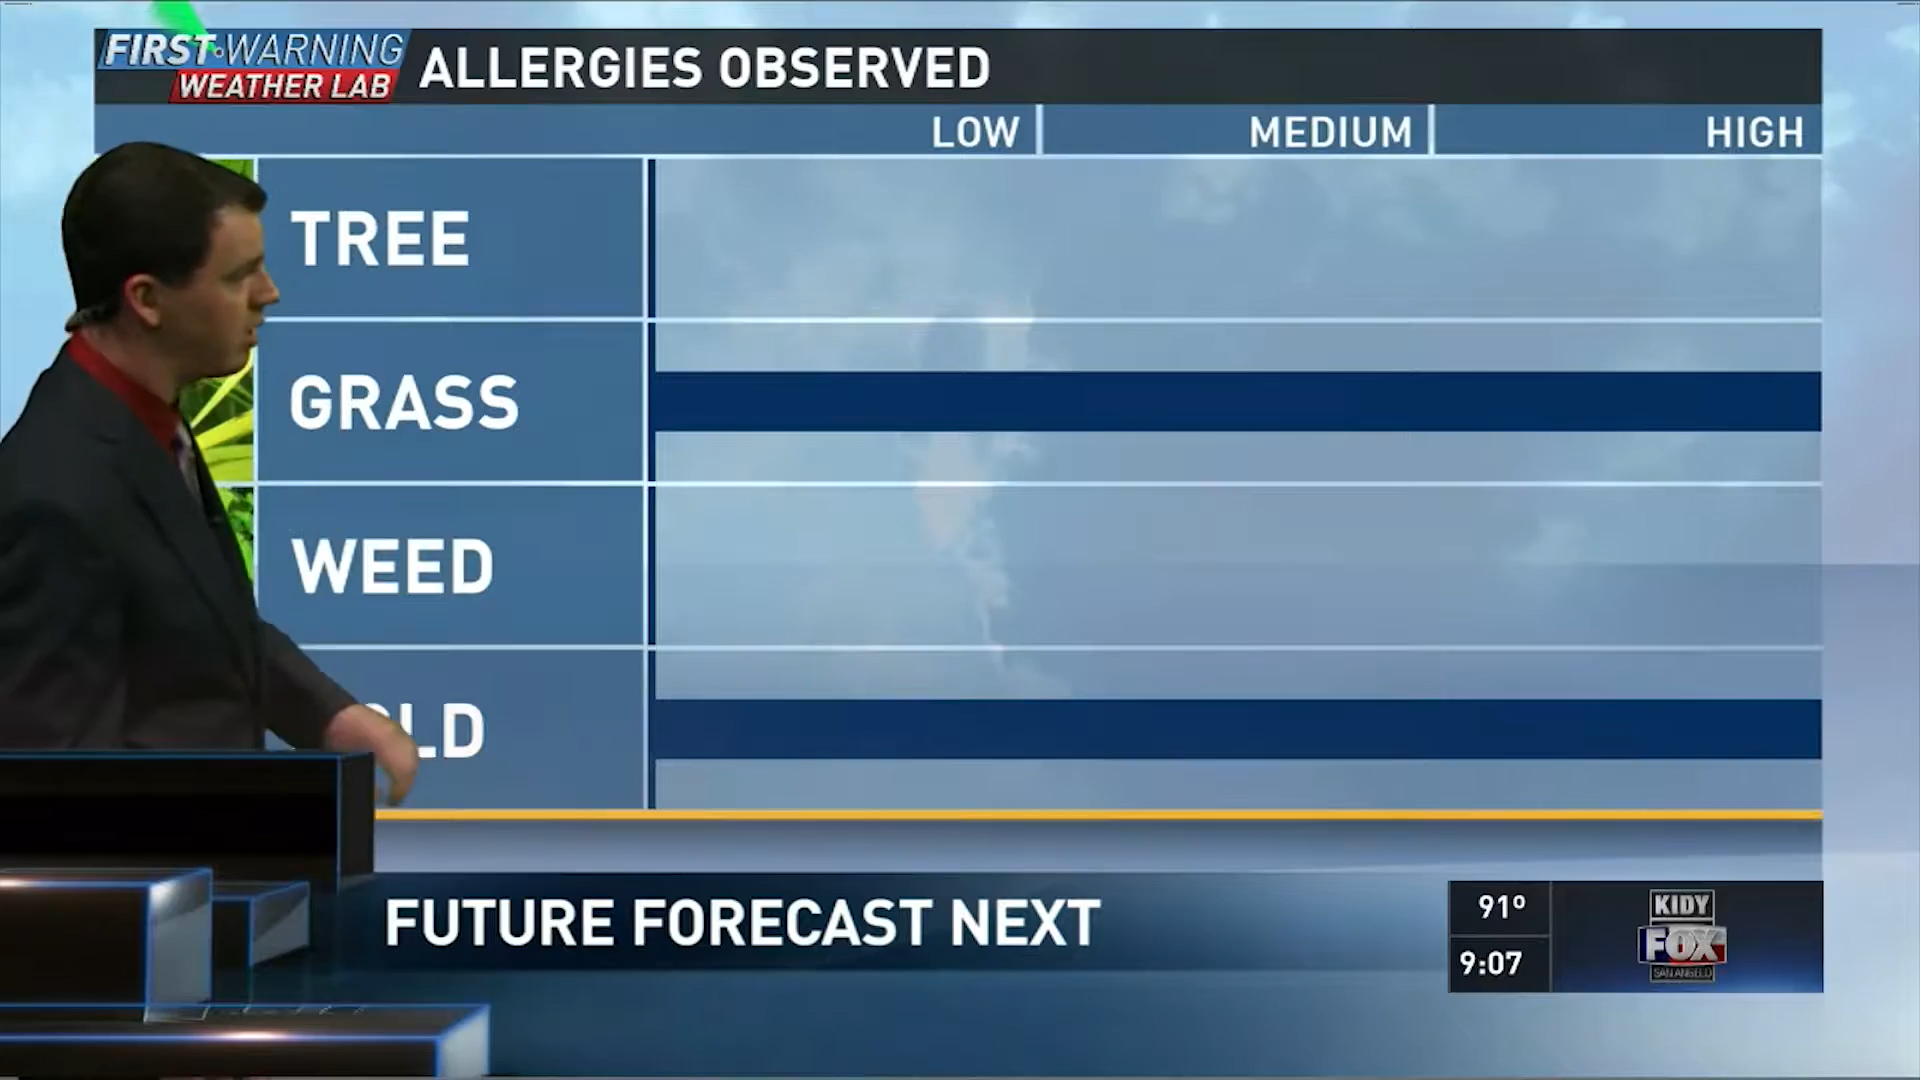 FIRST·WARNING
WEATHER LAB
ALLERGIES OBSERVED
LOW
MEDIUM
HIGH
TREE
GRASS
WEED
LD
FUTURE FORECAST NEXT
91°
9:07
KIDY
FOX
SAN ANGELO